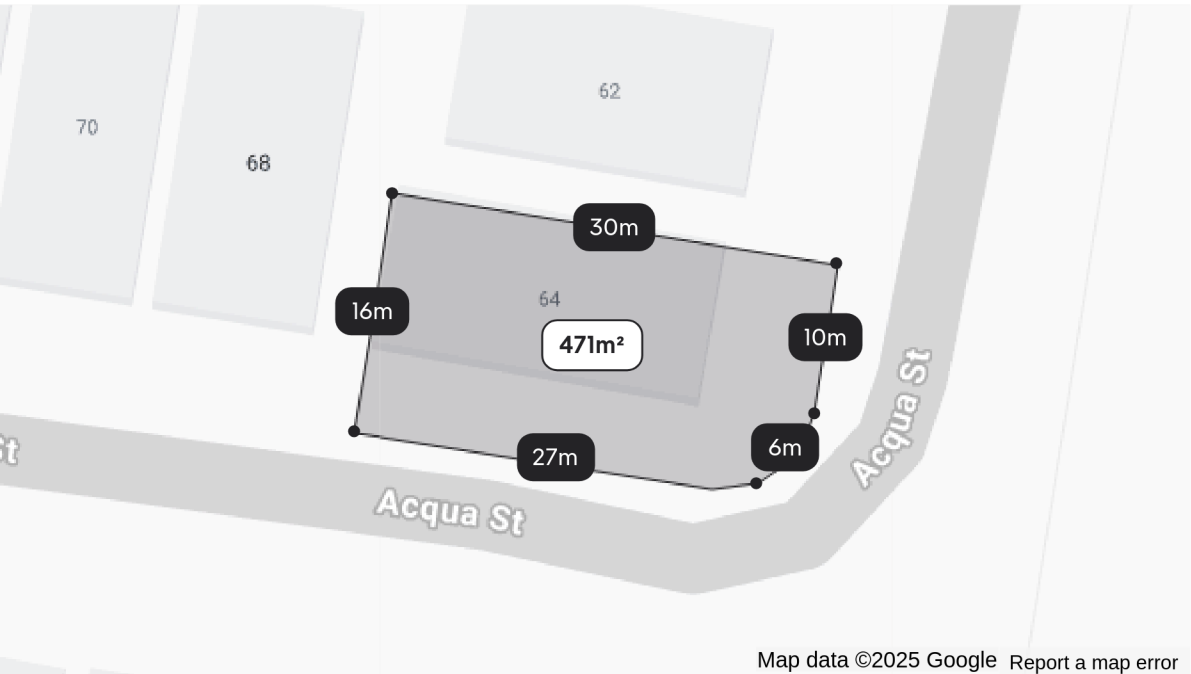 62
70
68
30m
64
16m
10m
471m²
Acqua St
6m
St
27m
Acqua St
Map data ©2025 Google
Report a map error